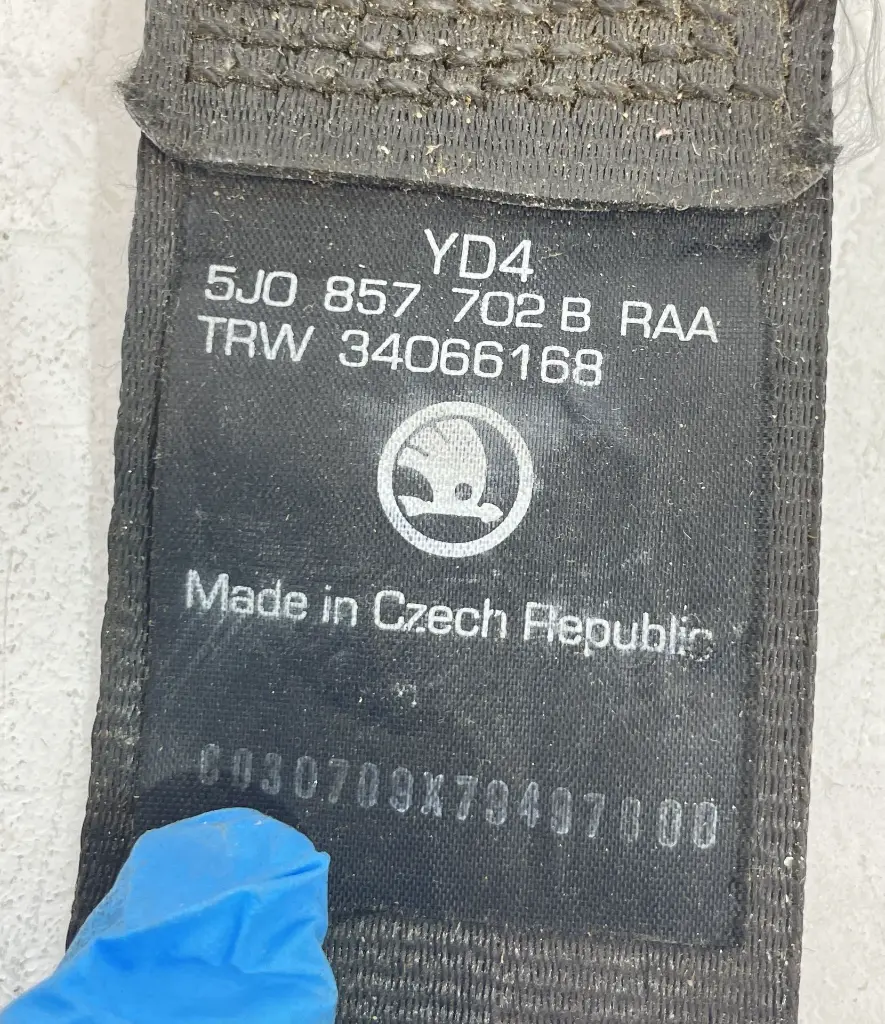 YD4
5J0 857 702 B RAA
TRW 34066168
Made in Czech Republic